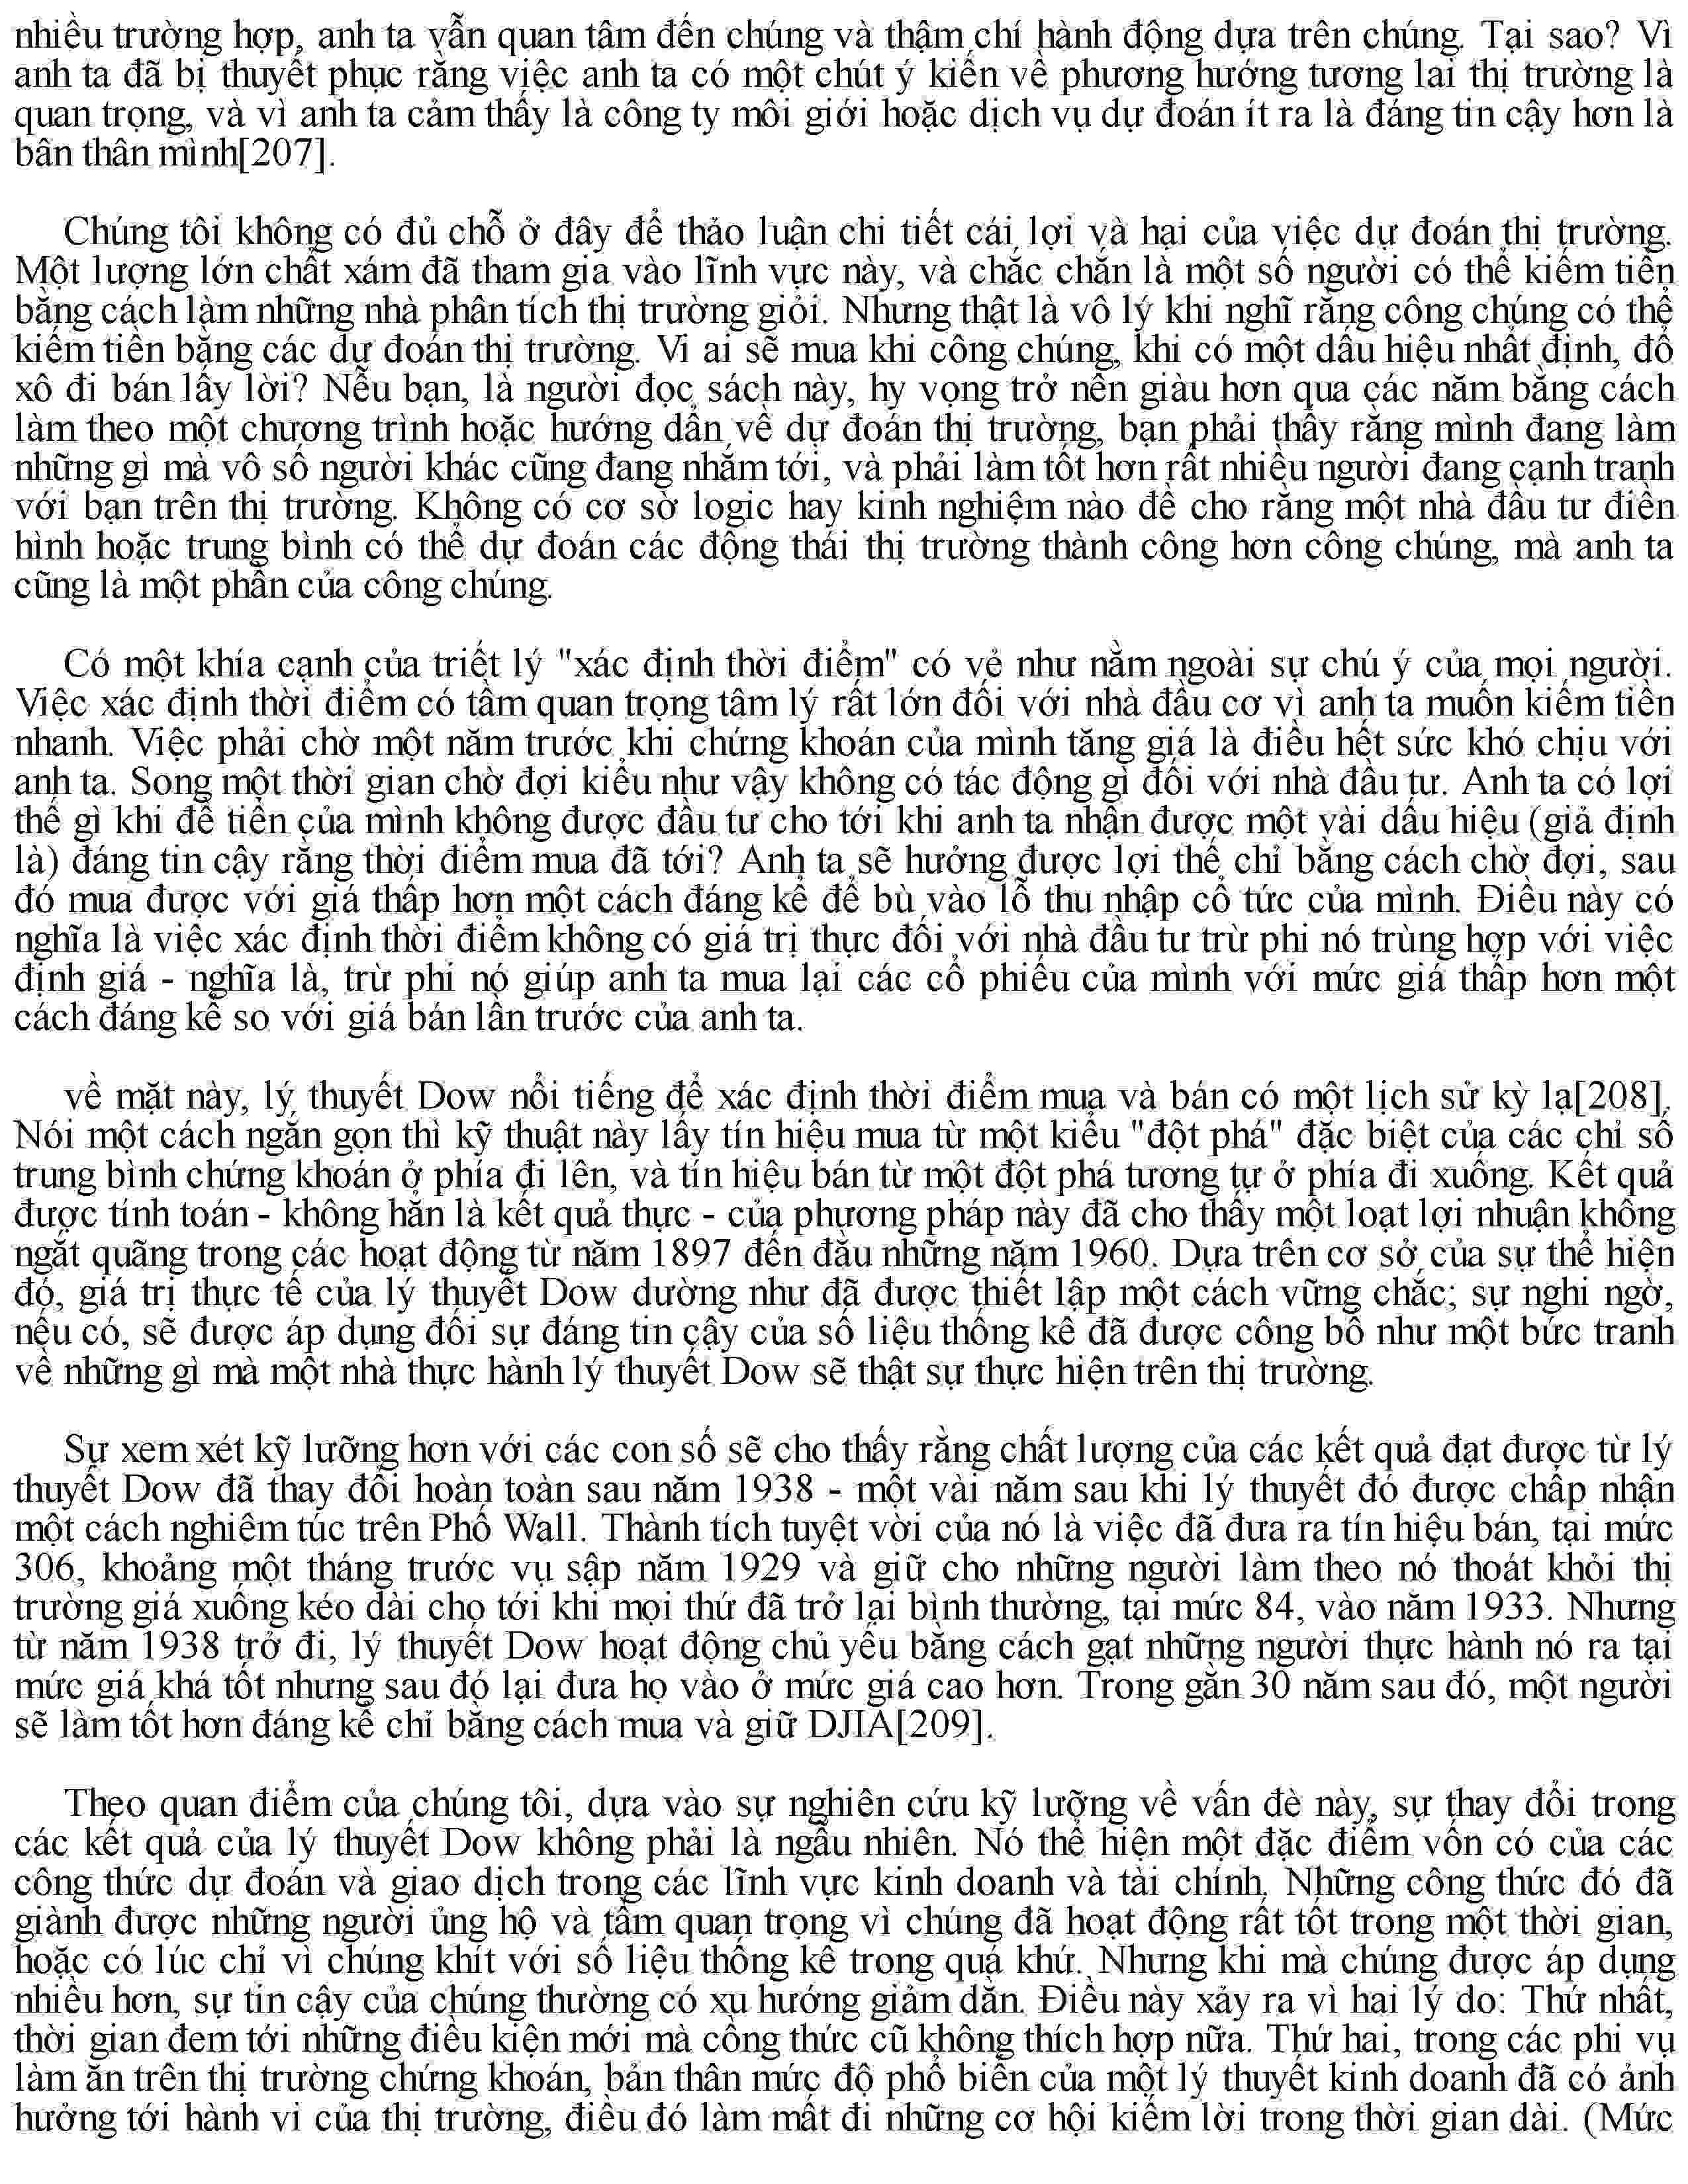 nhiều trường hợp, anh ta vẫn quan tâm đến chúng và thậm chí hành động dựa trên chúng. Tại sao? Vì
anh ta đã bị thuyết phục rằng việc anh ta có một chút ý kiến về phương hướng tương lai thị trường là
quan trọng, và vì anh ta cảm thấy là công ty môi giới hoặc dịch vụ dự đoán ít ra là đáng tin cậy hơn là
bân thân mình[207].
Chúng tôi không có đủ chỗ ở đây để thảo luận chi tiết cái lợi và hại của việc dự đoán thị trường.
Một lượng lớn chất xám đã tham gia vào lĩnh vực này, và chắc chắn là một số người có thể kiếm tiền
bằng cách làm những nhà phân tích thị trường giỏi. Nhưng thật là vô lý khi nghĩ rằng công chúng có thể
kiếm tiền bằng các dự đoán thị trường. Vi ai sẽ mua khi công chúng, khi có một dấu hiệu nhất định, đổ
xô đi bán lấy lời? Nếu bạn, là người đọc sách này, hy vọng trở nên giàu hơn qua các năm bằng cách
làm theo một chương trình hoặc hướng dẫn về dự đoán thị trường, bạn phải thấy rằng mình đang làm
những gì mà vô số người khác cũng đang nhắm tới, và phải làm tốt hơn rất nhiều người đang cạnh tranh
với bạn trên thị trường. Không có cơ sờ logic hay kinh nghiệm nào để cho rằng một nhà đầu tư điển
hình hoặc trung bình có thể dự đoán các động thái thị trường thành công hơn công chúng, mà anh ta
cũng là một phần của công chúng.
Có một khía cạnh của triết lý "xác định thời điểm" có vẻ như nằm ngoài sự chú ý của mọi người.
Việc xác định thời điểm có tầm quan trọng tâm lý rất lớn đối với nhà đầu cơ vì anh ta muốn kiếm tiền
nhanh. Việc phải chờ một năm trước khi chứng khoán của mình tăng giá là điều hết sức khó chịu với
anh ta. Song một thời gian chờ đợi kiểu như vậy không có tác động gì đối với nhà đầu tư. Anh ta có lợi
thế gì khi để tiền của mình không được đầu tư cho tới khi anh ta nhận được một vài dấu hiệu (giả định
là) đáng tin cậy rằng thời điểm mua đã tới? Anh ta sẽ hưởng được lợi thế chỉ bằng cách chờ đợi, sau
đó mua được với giá thấp hơn một cách đáng kể để bù vào lỗ thu nhập cổ tức của mình. Điều này có
nghĩa là việc xác định thời điểm không có giá trị thực đối với nhà đầu tư trừ phi nó trùng hợp với việc
định giá - nghĩa là, trừ phi nó giúp anh ta mua lại các cổ phiếu của mình với mức giá thấp hơn một
cách đáng kể so với giá bán lần trước của anh ta.
về mặt này, lý thuyết Dow nổi tiếng để xác định thời điểm mua và bán có một lịch sử kỳ lạ[208].
Nói một cách ngắn gọn thì kỹ thuật này lấy tín hiệu mua từ một kiểu "đột phá" đặc biệt của các chỉ số
trung bình chứng khoán ở phía đi lên, và tín hiệu bán từ một đột phá tương tự ở phía đi xuống. Kết quả
được tính toán - không hẳn là kết quả thực - của phương pháp này đã cho thấy một loạt lợi nhuận không
ngắt quãng trong các hoạt động từ năm 1897 đến đầu những năm 1960. Dựa trên cơ sở của sự thể hiện
đó, giá trị thực tế của lý thuyết Dow dường như đã được thiết lập một cách vững chắc; sự nghi ngờ,
nếu có, sẽ được áp dụng đối sự đáng tin cậy của số liệu thống kê đã được công bố như một bức tranh
về những gì mà một nhà thực hành lý thuyết Dow sẽ thật sự thực hiện trên thị trường.
Sự xem xét kỹ lưỡng hơn với các con số sẽ cho thấy rằng chất lượng của các kết quả đạt được từ lý
thuyết Dow đã thay đổi hoàn toàn sau năm 1938 - một vài năm sau khi lý thuyết đó được chấp nhận
một cách nghiêm túc trên Phố Wall. Thành tích tuyệt vời của nó là việc đã đưa ra tín hiệu bán, tại mức
306, khoảng một tháng trước vụ sập năm 1929 và giữ cho những người làm theo nó thoát khỏi thị
trường giá xuống kéo dài cho tới khi mọi thứ đã trở lại bình thường, tại mức 84, vào năm 1933. Nhưng
từ năm 1938 trở đi, lý thuyết Dow hoạt động chủ yếu bằng cách gạt những người thực hành nó ra tại
mức giá khá tốt nhưng sau đó lại đưa họ vào ở mức giá cao hơn. Trong gần 30 năm sau đó, một người
sẽ làm tốt hơn đáng kể chỉ bằng cách mua và giữ DJIA[209].
Theo quan điểm của chúng tôi, dựa vào sự nghiên cứu kỹ lưỡng về vấn đè này, sự thay đổi trong
các kết quả của lý thuyết Dow không phải là ngẫu nhiên. Nó thể hiện một đặc điểm vốn có của các
công thức dự đoán và giao dịch trong các lĩnh vực kinh doanh và tài chính. Những công thức đó đã
giành được những người ủng hộ và tầm quan trọng vì chúng đã hoạt động rất tốt trong một thời gian,
hoặc có lúc chỉ vì chúng khít với số liệu thống kê trong quá khứ. Nhưng khi mà chúng được áp dụng
nhiều hơn, sự tin cậy của chúng thường có xu hướng giảm dần. Điều này xảy ra vì hai lý do: Thứ nhất,
thời gian đem tới những điều kiện mới mà công thức cũ không thích hợp nữa. Thứ hai, trong các phi vụ
làm ăn trên thị trường chứng khoán, bản thân mức độ phổ biến của một lý thuyết kinh doanh đã có ảnh
hưởng tới hành vi của thị trường, điều đó làm mất đi những cơ hội kiếm lời trong thời gian dài. (Mức